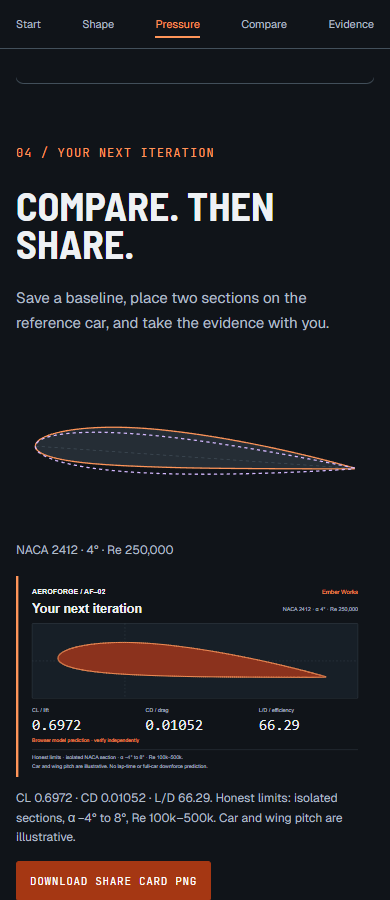 Start Shape Pressure Compare Evidence
04 / YOUR NEXT ITERATION
COMPARE. THEN
SHARE.
Save a baseline, place two sections on the
reference car, and take the evidence with you.
NACA 2412 · 4° · Re 250,000
AEROFORGE / AF–02 Ember Works
Your next iteration NACA 2412 · α 4° · Re 250,000
CL / lift CD / drag L/D / efficiency
0.6972 0.01052 66.29
Browser model prediction · verify independently
Honest limits: isolated NACA section · α −4° to 8°, Re 100k–500k.
Car and wing pitch are illustrative. No lap-time or full-car downforce prediction.
CL 0.6972 · CD 0.01052 · L/D 66.29. Honest limits: isolated
sections, α −4° to 8°, Re 100k–500k. Car and wing pitch are
illustrative.
DOWNLOAD SHARE CARD PNG